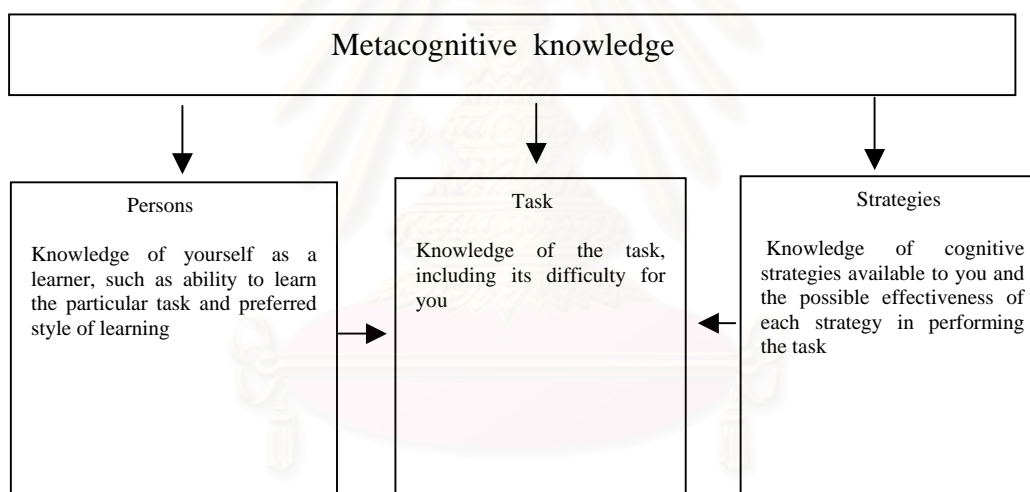 Metacognitive knowledge
Persons
Knowledge of yourself as a
learner, such as ability to learn
the particular task and preferred
style of learning
Task
Knowledge of the task,
including its difficulty for
you
Strategies
Knowledge of cognitive
strategies available to you and
the possible effectiveness of
each strategy in performing
the task